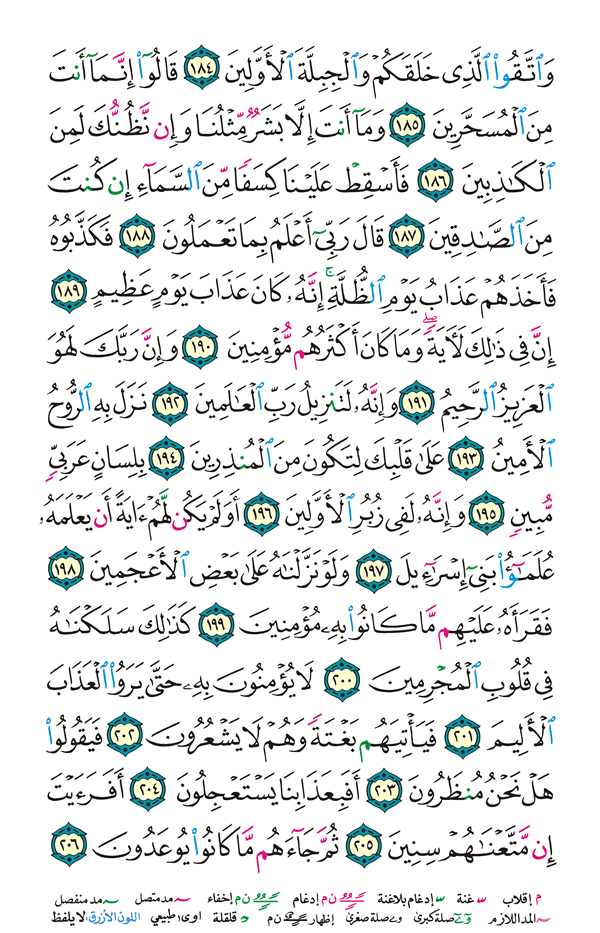 وَٱتَّقُوا۟ ٱلَّذِى خَلَقَكُمْ وَٱلْجِبِلَّةَ ٱلْأَوَّلِينَ ١٨٤ قَالُوٓا۟ إِنَّمَآ أَنتَ
مِنَ ٱلْمُسَحَّرِينَ ١٨٥ وَمَآ أَنتَ إِلَّا بَشَرٌ مِّثْلُنَا وَإِن نَّظُنُّكَ لَمِنَ
ٱلْكَـٰذِبِينَ ١٨٦ فَأَسْقِطْ عَلَيْنَا كِسَفًا مِّنَ ٱلسَّمَآءِ إِن كُنتَ
مِنَ ٱلصَّـٰدِقِينَ ١٨٧ قَالَ رَبِّىٓ أَعْلَمُ بِمَا تَعْمَلُونَ ١٨٨ فَكَذَّبُوهُ
فَأَخَذَهُمْ عَذَابُ يَوْمِ ٱلظُّلَّةِ ۚ إِنَّهُۥ كَانَ عَذَابَ يَوْمٍ عَظِيمٍ ١٨٩
إِنَّ فِى ذَٰلِكَ لَـَٔايَةً ۖ وَمَا كَانَ أَكْثَرُهُم مُّؤْمِنِينَ ١٩٠ وَإِنَّ رَبَّكَ لَهُوَ
ٱلْعَزِيزُ ٱلرَّحِيمُ ١٩١ وَإِنَّهُۥ لَتَنزِيلُ رَبِّ ٱلْعَـٰلَمِينَ ١٩٢ نَزَلَ بِهِ ٱلرُّوحُ
ٱلْأَمِينُ ١٩٣ عَلَىٰ قَلْبِكَ لِتَكُونَ مِنَ ٱلْمُنذِرِينَ ١٩٤ بِلِسَانٍ عَرَبِىٍّ
مُّبِينٍ ١٩٥ وَإِنَّهُۥ لَفِى زُبُرِ ٱلْأَوَّلِينَ ١٩٦ أَوَلَمْ يَكُن لَّهُمْ ءَايَةً أَن يَعْلَمَهُۥ
عُلَمَـٰٓؤُا۟ بَنِىٓ إِسْرَٰٓءِيلَ ١٩٧ وَلَوْ نَزَّلْنَـٰهُ عَلَىٰ بَعْضِ ٱلْأَعْجَمِينَ ١٩٨
فَقَرَأَهُۥ عَلَيْهِم مَّا كَانُوا۟ بِهِۦ مُؤْمِنِينَ ١٩٩ كَذَٰلِكَ سَلَكْنَـٰهُ
فِى قُلُوبِ ٱلْمُجْرِمِينَ ٢٠٠ لَا يُؤْمِنُونَ بِهِۦ حَتَّىٰ يَرَوُا۟ ٱلْعَذَابَ
ٱلْأَلِيمَ ٢٠١ فَيَأْتِيَهُم بَغْتَةً وَهُمْ لَا يَشْعُرُونَ ٢٠٢ فَيَقُولُوا۟
هَلْ نَحْنُ مُنظَرُونَ ٢٠٣ أَفَبِعَذَابِنَا يَسْتَعْجِلُونَ ٢٠٤ أَفَرَءَيْتَ
إِن مَّتَّعْنَـٰهُمْ سِنِينَ ٢٠٥ ثُمَّ جَآءَهُم مَّا كَانُوا۟ يُوعَدُونَ ٢٠٦
م إقلاب غنة إدغام بلاغنة ن م إدغام ن م إخفاء مد متصل مد منفصل
المد اللازم صلة كبرى صلة صغرى إظهار ن م قلقلة اوى طبيعي اللون الأزرق: لا يلفظ